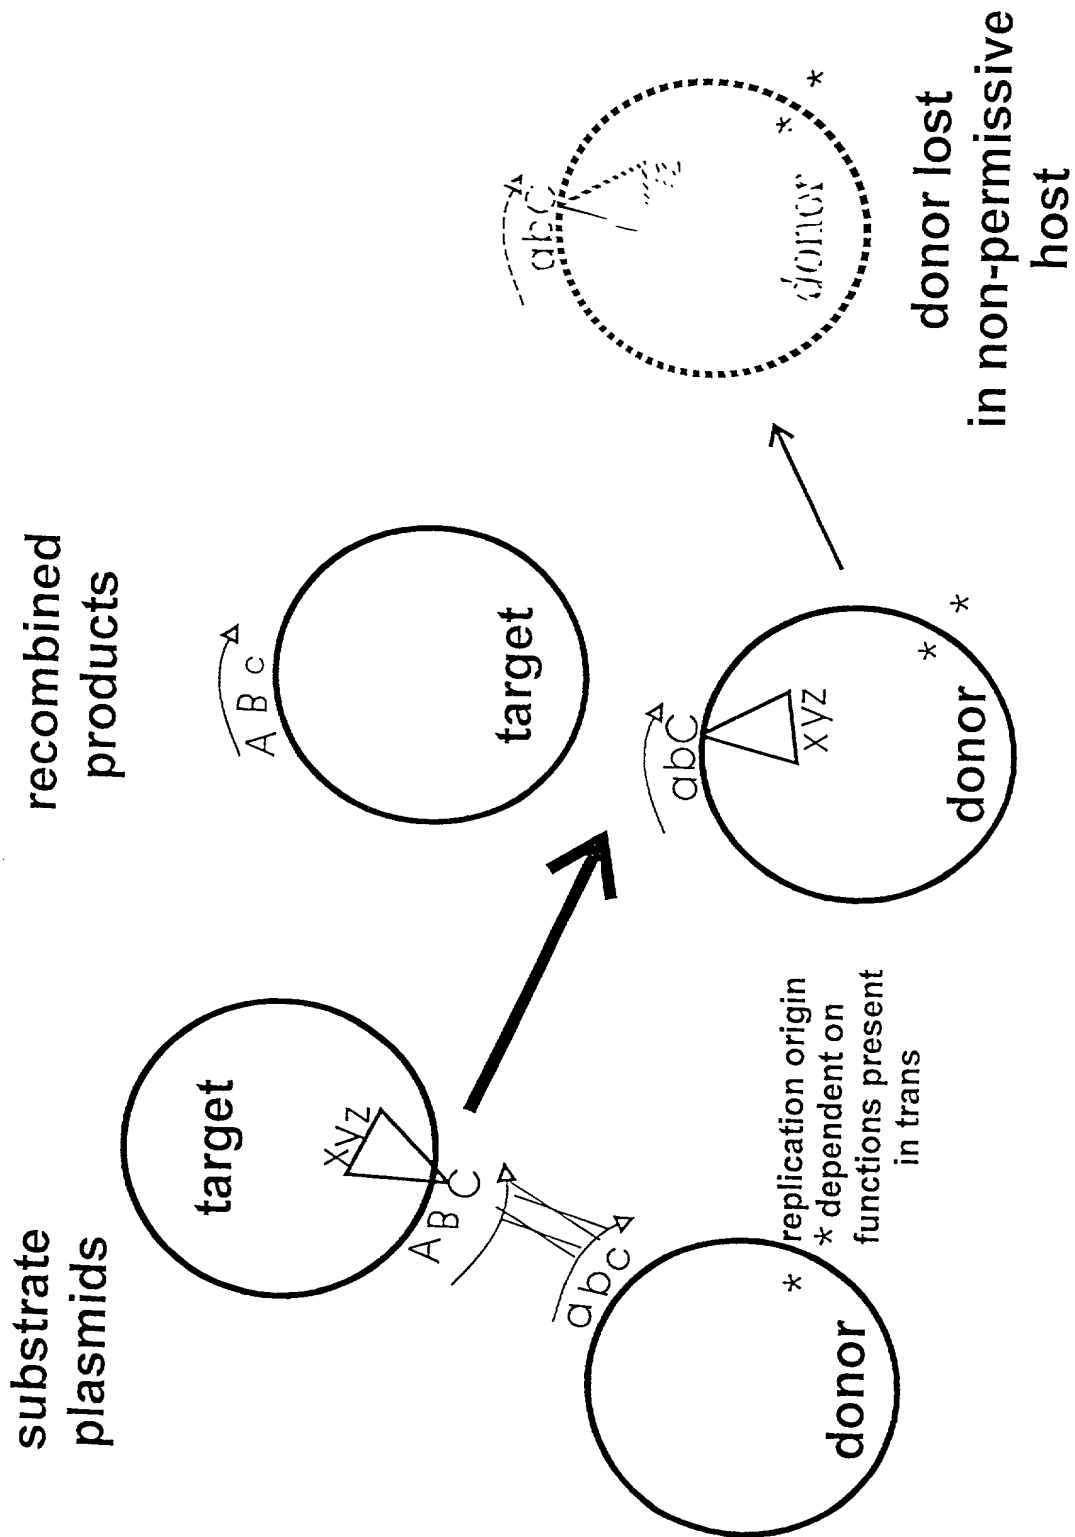 substrate
plasmids
target
xyz
A B C
a b c
donor
*
replication origin
* dependent on
functions present
in trans
recombined
products
A B c
target
abC
xyz
donor
*
*
abC
donor
*
*
donor lost
in non-permissive
host